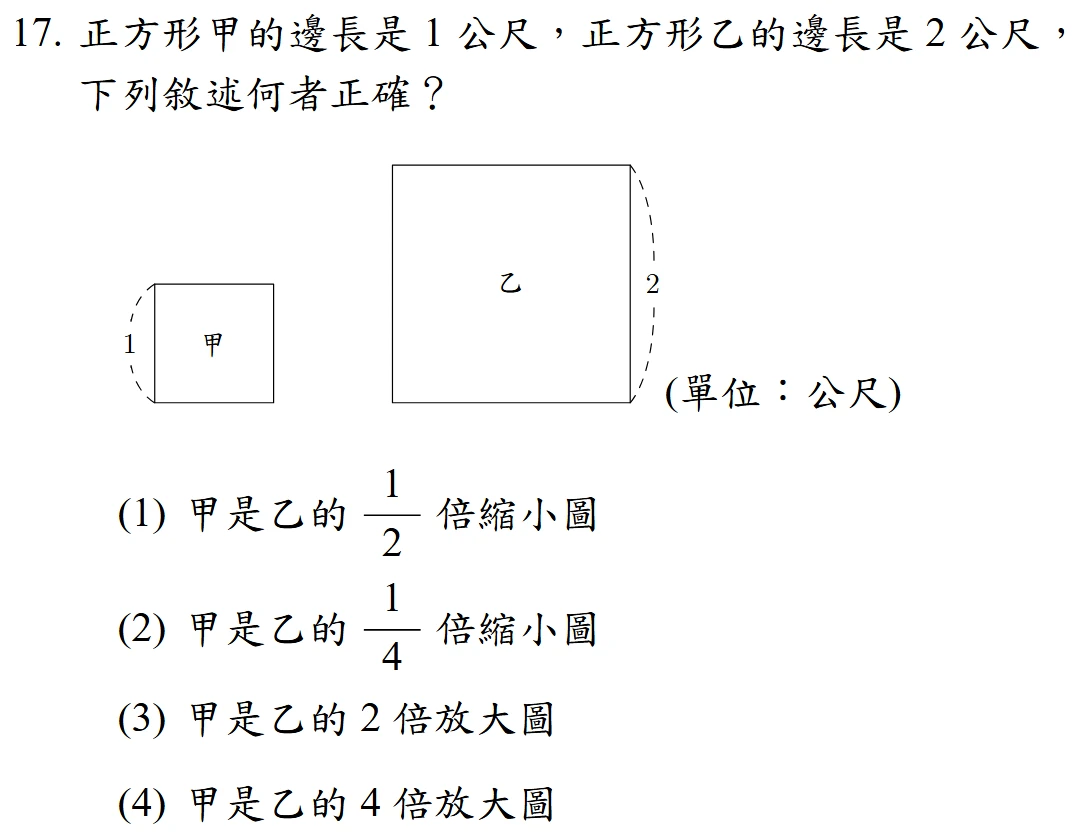 17. 正方形甲的邊長是 1 公尺，正方形乙的邊長是 2 公尺，
下列敘述何者正確？
乙
2
1
甲
(單位：公尺)
(1) 甲是乙的 1/2 倍縮小圖
(2) 甲是乙的 1/4 倍縮小圖
(3) 甲是乙的 2 倍放大圖
(4) 甲是乙的 4 倍放大圖